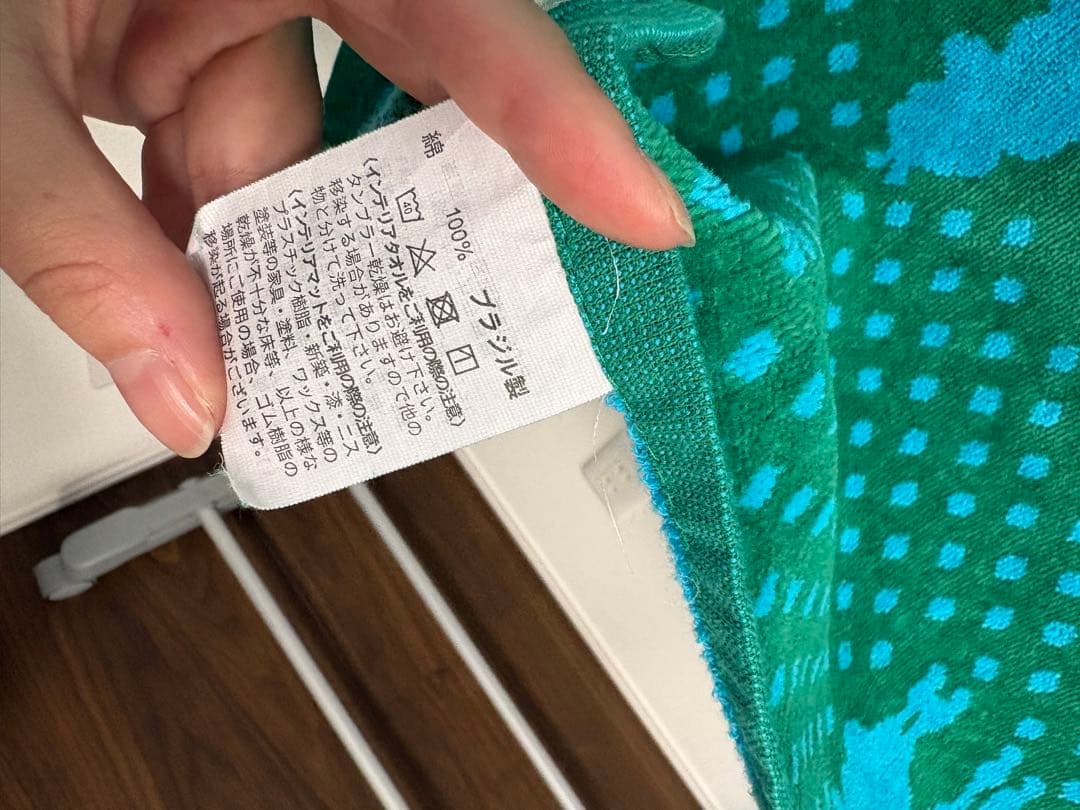 綿 100%
ブラジル製
40
〈インテリアタオルをご利用の際の注意〉
タンブラー乾燥はお避け下さい。
移染する場合がありますので他の
物と分けて洗って下さい。
〈インテリアマットをご利用の際の注意〉
プラスチック樹脂・新築・漆・ニス
塗装等の家具・塗料、ワックス等の
乾燥が不十分な床等、以上の様な
場所にご使用の場合、ゴム樹脂の
移染が起る場合がございます。